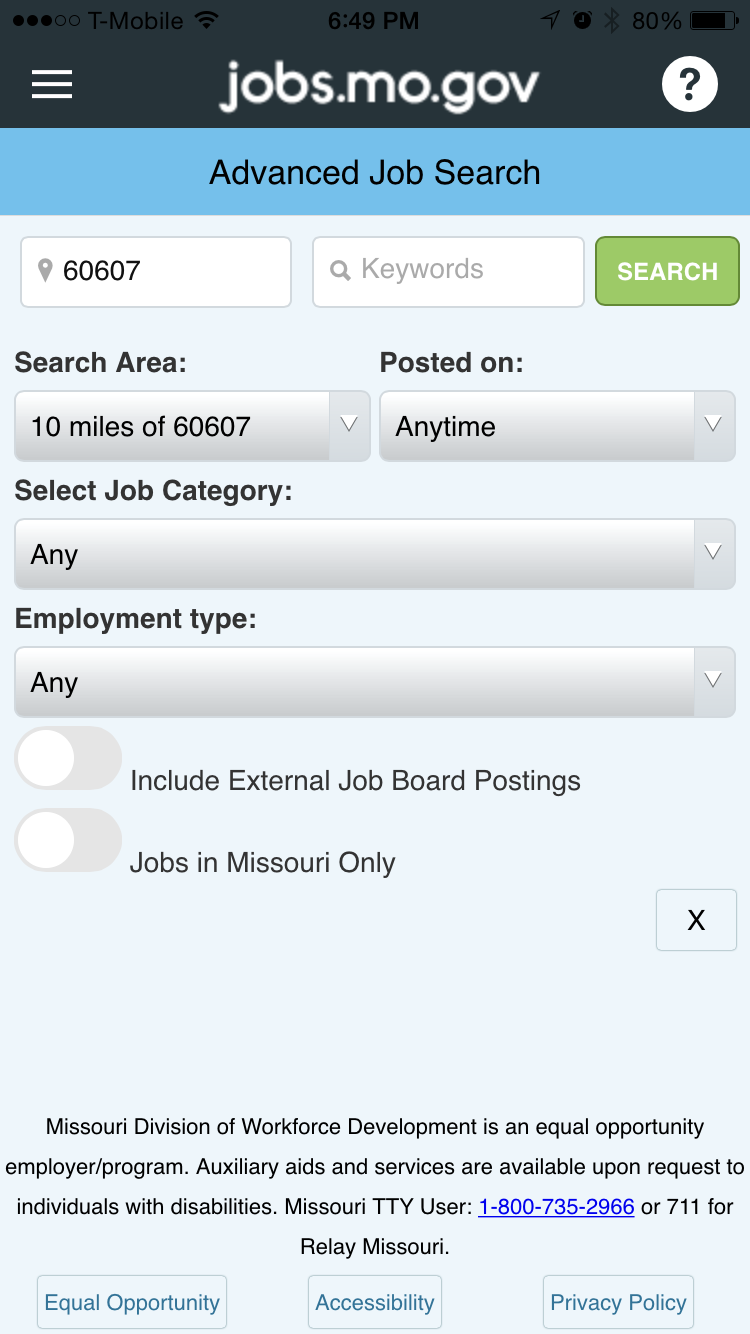 T-Mobile 6:49 PM 80%
jobs.mo.gov ?
Advanced Job Search
60607 Keywords SEARCH
Search Area: Posted on:
10 miles of 60607 Anytime
Select Job Category:
Any
Employment type:
Any
Include External Job Board Postings
Jobs in Missouri Only
X
Missouri Division of Workforce Development is an equal opportunity
employer/program. Auxiliary aids and services are available upon request to
individuals with disabilities. Missouri TTY User: 1-800-735-2966 or 711 for
Relay Missouri.
Equal Opportunity Accessibility Privacy Policy